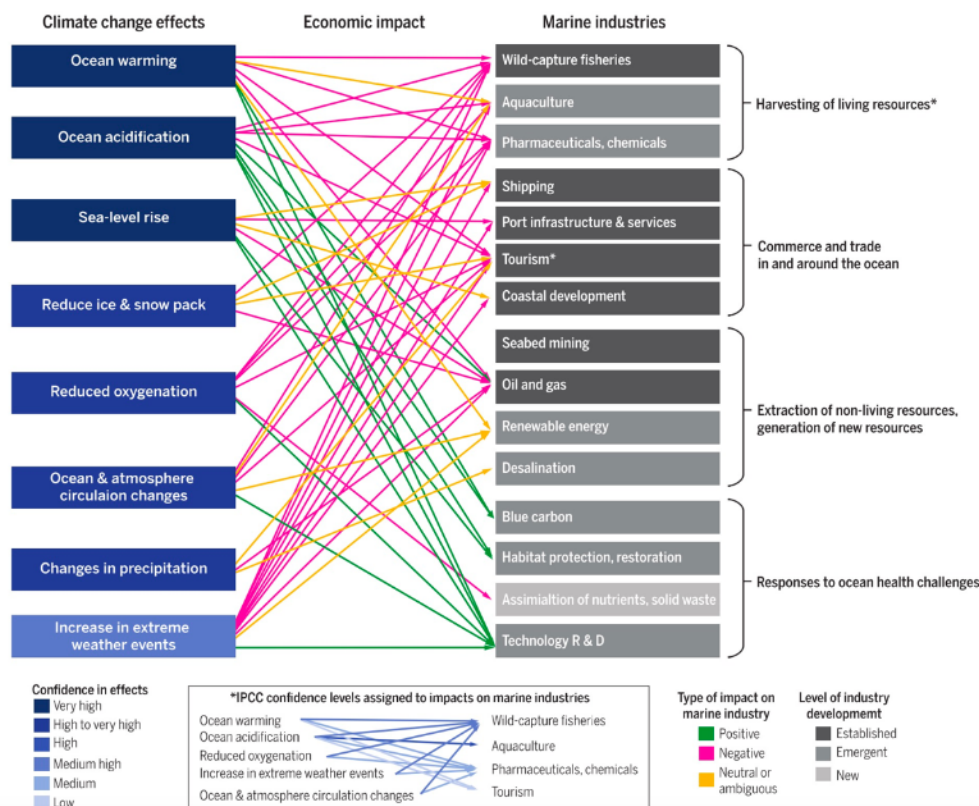 Climate change effects
Economic impact
Marine industries
Ocean warming
Ocean acidification
Sea-level rise
Reduce ice & snow pack
Reduced oxygenation
Ocean & atmosphere
circulaion changes
Changes in precipitation
Increase in extreme
weather events
Wild-capture fisheries
Aquaculture
Pharmaceuticals, chemicals
Shipping
Port infrastructure & services
Tourism*
Coastal development
Seabed mining
Oil and gas
Renewable energy
Desalination
Blue carbon
Habitat protection, restoration
Assimialtion of nutrients, solid waste
Technology R & D
Harvesting of living resources*
Commerce and trade
in and around the ocean
Extraction of non-living resources,
generation of new resources
Responses to ocean health challenges
Confidence in effects
Very high
High to very high
High
Medium high
Medium
Low
*IPCC confidence levels assigned to impacts on marine industries
Ocean warming
Ocean acidification
Reduced oxygenation
Increase in extreme weather events
Ocean & atmosphere circulation changes
Wild-capture fisheries
Aquaculture
Pharmaceuticals, chemicals
Tourism
Type of impact on
marine industry
Positive
Negative
Neutral or
ambiguous
Level of industry
developmemt
Established
Emergent
New